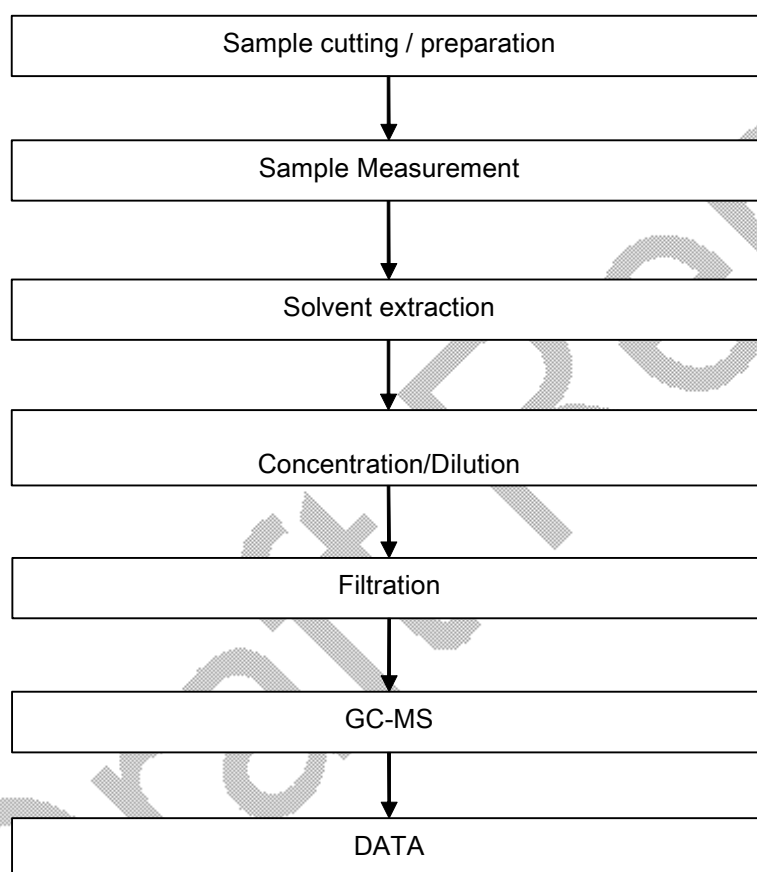 Sample cutting / preparation
Sample Measurement
Solvent extraction
Concentration/Dilution
Filtration
GC-MS
DATA